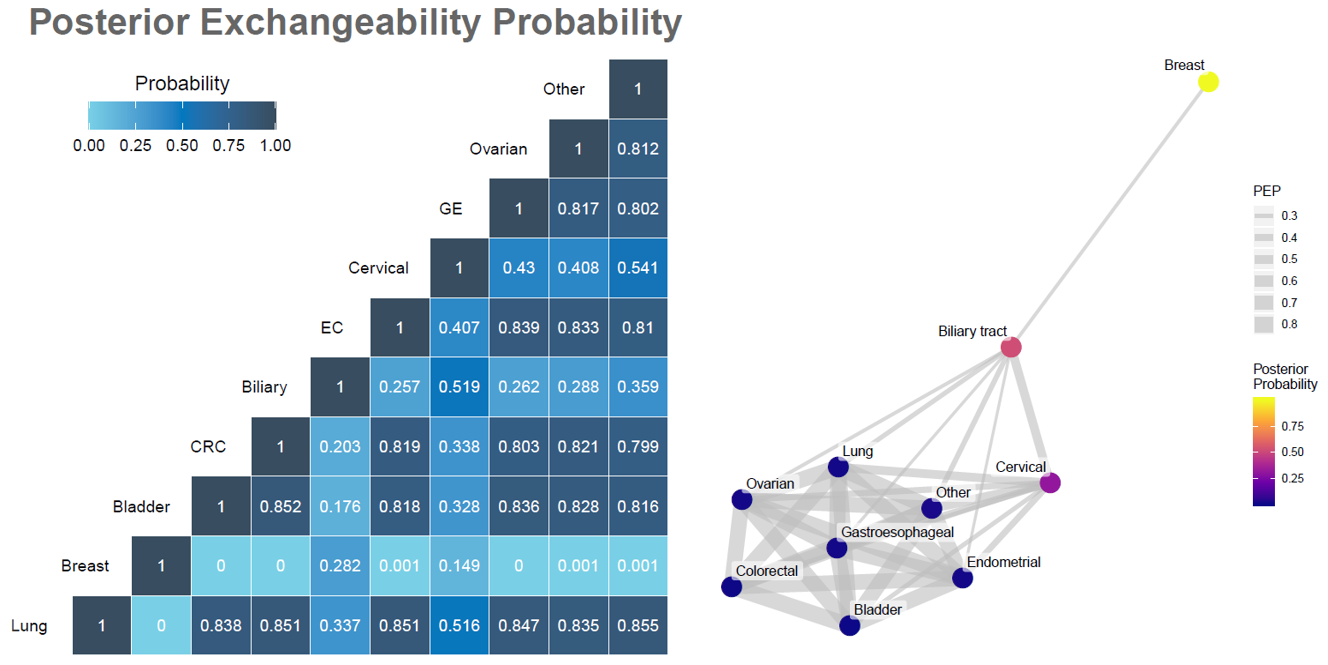 Posterior Exchangeability Probability
Probability
0.00 0.25 0.50 0.75 1.00
Other 1
Ovarian 1 0.812
GE 1 0.817 0.802
Cervical 1 0.43 0.408 0.541
EC 1 0.407 0.839 0.833 0.81
Biliary 1 0.257 0.519 0.262 0.288 0.359
CRC 1 0.203 0.819 0.338 0.803 0.821 0.799
Bladder 1 0.852 0.176 0.818 0.328 0.836 0.828 0.816
Breast 1 0 0 0.282 0.001 0.149 0 0.001 0.001
Lung 1 0 0.838 0.851 0.337 0.851 0.516 0.847 0.835 0.855
Breast
Biliary tract
Lung
Cervical
Ovarian
Other
Gastroesophageal
Endometrial
Colorectal
Bladder
PEP
0.3
0.4
0.5
0.6
0.7
0.8
Posterior
Probability
0.75
0.50
0.25